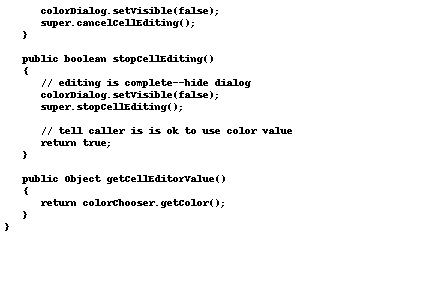 colorDialog.setVisible(false);
super.cancelCellEditing();
}
public boolean stopCellEditing()
{
// editing is complete--hide dialog
colorDialog.setVisible(false);
super.stopCellEditing();
// tell caller is is ok to use color value
return true;
}
public Object getCellEditorValue()
{
return colorChooser.getColor();
}
}